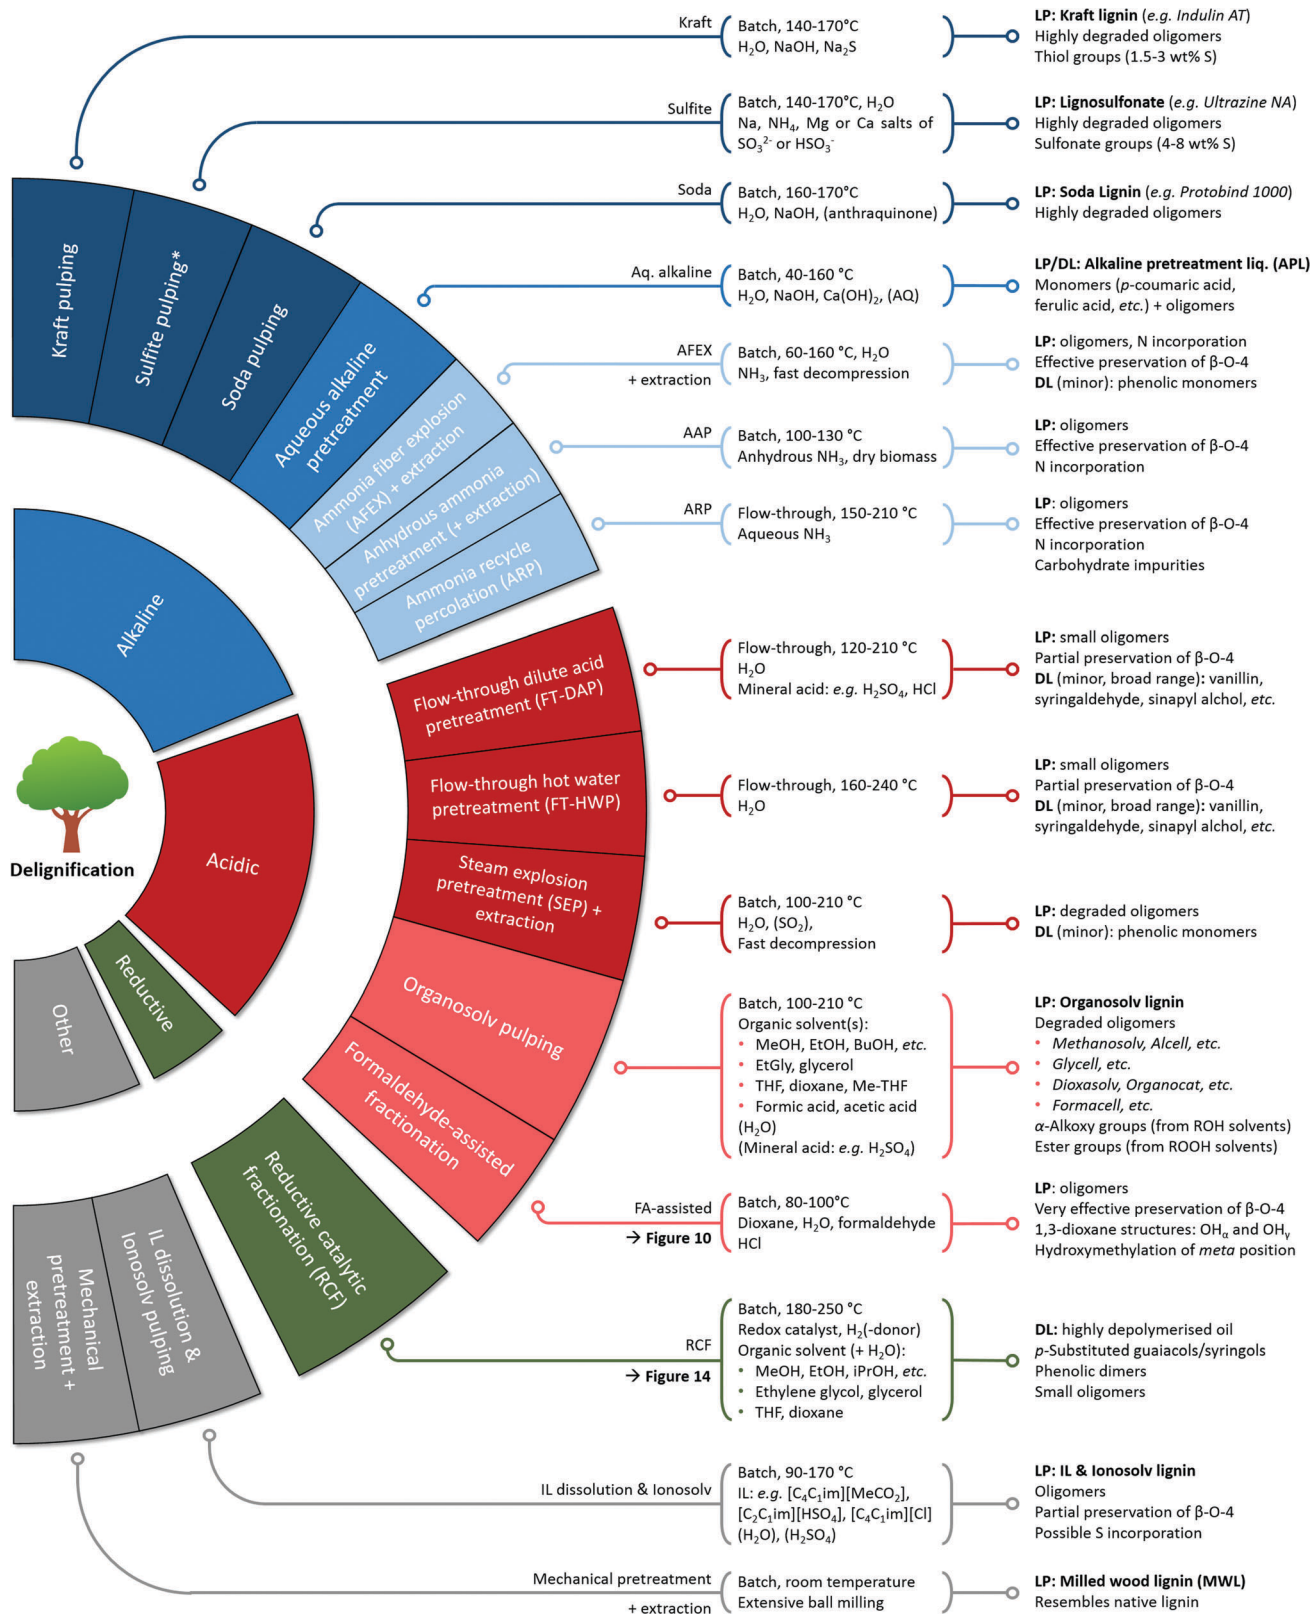 Kraft
Batch, 140-170°C
H₂O, NaOH, Na₂S
LP: Kraft lignin (e.g. Indulin AT)
Highly degraded oligomers
Thiol groups (1.5-3 wt% S)
Sulfite
Batch, 140-170°C, H₂O
Na, NH₄, Mg or Ca salts of
SO₃²⁻ or HSO₃⁻
LP: Lignosulfonate (e.g. Ultrazine NA)
Highly degraded oligomers
Sulfonate groups (4-8 wt% S)
Soda
Batch, 160-170°C
H₂O, NaOH, (anthraquinone)
LP: Soda Lignin (e.g. Protobind 1000)
Highly degraded oligomers
Aq. alkaline
Batch, 40-160 °C
H₂O, NaOH, Ca(OH)₂, (AQ)
LP/DL: Alkaline pretreatment liq. (APL)
Monomers (p-coumaric acid,
ferulic acid, etc.) + oligomers
AFEX
+ extraction
Batch, 60-160 °C, H₂O
NH₃, fast decompression
LP: oligomers, N incorporation
Effective preservation of β-O-4
DL (minor): phenolic monomers
AAP
Batch, 100-130 °C
Anhydrous NH₃, dry biomass
LP: oligomers
Effective preservation of β-O-4
N incorporation
ARP
Flow-through, 150-210 °C
Aqueous NH₃
LP: oligomers
Effective preservation of β-O-4
N incorporation
Carbohydrate impurities
Flow-through, 120-210 °C
H₂O
Mineral acid: e.g. H₂SO₄, HCl
LP: small oligomers
Partial preservation of β-O-4
DL (minor, broad range): vanillin,
syringaldehyde, sinapyl alchol, etc.
Flow-through, 160-240 °C
H₂O
LP: small oligomers
Partial preservation of β-O-4
DL (minor, broad range): vanillin,
syringaldehyde, sinapyl alchol, etc.
Batch, 100-210 °C
H₂O, (SO₂),
Fast decompression
LP: degraded oligomers
DL (minor): phenolic monomers
Batch, 100-210 °C
Organic solvent(s):
• MeOH, EtOH, BuOH, etc.
• EtGly, glycerol
• THF, dioxane, Me-THF
• Formic acid, acetic acid
(H₂O)
(Mineral acid: e.g. H₂SO₄)
LP: Organosolv lignin
Degraded oligomers
• Methanosolv, Alcell, etc.
• Glycell, etc.
• Dioxasolv, Organocat, etc.
• Formacell, etc.
α-Alkoxy groups (from ROH solvents)
Ester groups (from ROOH solvents)
FA-assisted
→ Figure 10
Batch, 80-100°C
Dioxane, H₂O, formaldehyde
HCl
LP: oligomers
Very effective preservation of β-O-4
1,3-dioxane structures: OHα and OHγ
Hydroxymethylation of meta position
RCF
→ Figure 14
Batch, 180-250 °C
Redox catalyst, H₂(-donor)
Organic solvent (+ H₂O):
• MeOH, EtOH, iPrOH, etc.
• Ethylene glycol, glycerol
• THF, dioxane
DL: highly depolymerised oil
p-Substituted guaiacols/syringols
Phenolic dimers
Small oligomers
IL dissolution & Ionosolv
Batch, 90-170 °C
IL: e.g. [C₄C₁im][MeCO₂],
[C₂C₁im][HSO₄], [C₄C₁im][Cl]
(H₂O), (H₂SO₄)
LP: IL & Ionosolv lignin
Oligomers
Partial preservation of β-O-4
Possible S incorporation
Mechanical pretreatment
+ extraction
Batch, room temperature
Extensive ball milling
LP: Milled wood lignin (MWL)
Resembles native lignin
Kraft pulping
Sulfite pulping*
Soda pulping
Aqueous alkaline
pretreatment
Ammonia fiber explosion
(AFEX) + extraction
Anhydrous ammonia
pretreatment (+ extraction)
Ammonia recycle
percolation (ARP)
Flow-through dilute acid
pretreatment (FT-DAP)
Flow-through hot water
pretreatment (FT-HWP)
Steam explosion
pretreatment (SEP) +
extraction
Organosolv pulping
Formaldehyde-assisted
fractionation
Reductive catalytic
fractionation (RCF)
IL dissolution &
Ionosolv pulping
Mechanical
pretreatment +
extraction
Alkaline
Acidic
Reductive
Other
Delignification